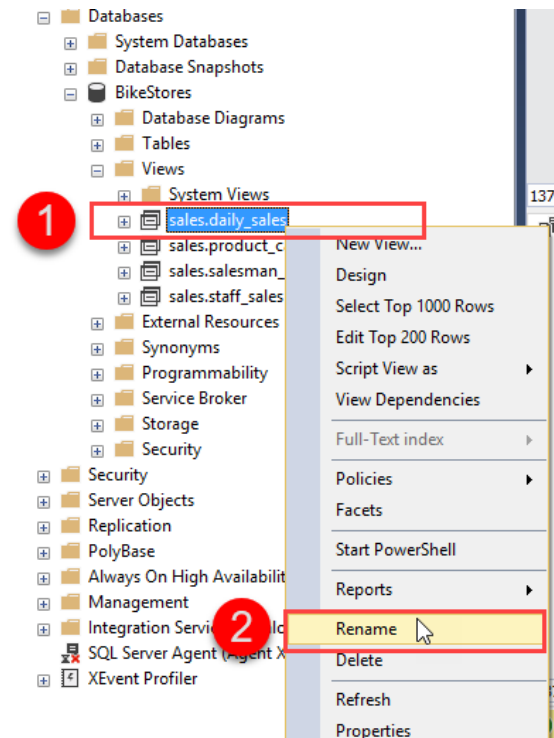 Databases
System Databases
Database Snapshots
BikeStores
Database Diagrams
Tables
Views
System Views
137
1
sales.daily_sales
sales.product_c
New View...
sales.salesman_
Design
sales.staff_sales
Select Top 1000 Rows
External Resources
Edit Top 200 Rows
Synonyms
Script View as
Programmability
View Dependencies
Service Broker
Storage
Full-Text index
Security
Security
Policies
Server Objects
Facets
Replication
PolyBase
Start PowerShell
Always On High Availabilit
Reports
Management
Integration Servic
2
Rename
SQL Server Agent (Agent X
Delete
XEvent Profiler
Refresh
Properties